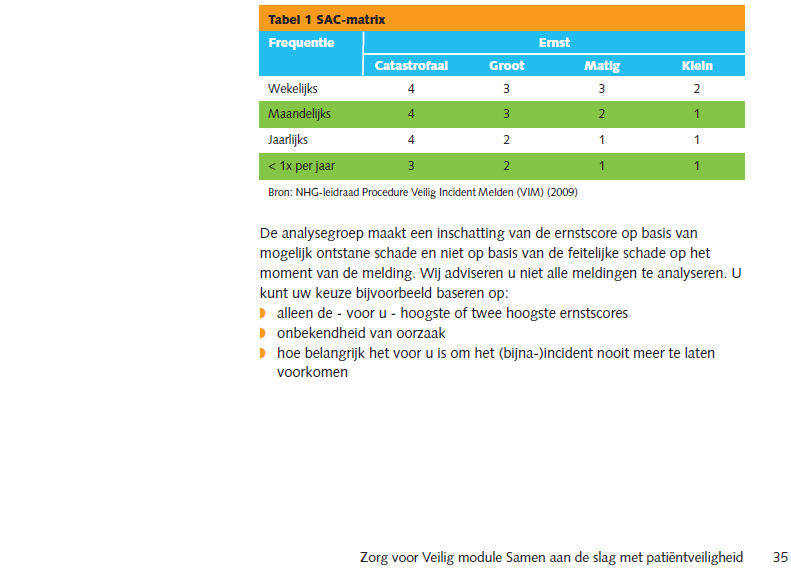 Tabel 1 SAC-matrix
Frequentie Ernst
Catastrofaal Groot Matig Klein
Wekelijks 4 3 3 2
Maandelijks 4 3 2 1
Jaarlijks 4 2 1 1
< 1x per jaar 3 2 1 1
Bron: NHG-leidraad Procedure Veilig Incident Melden (VIM) (2009)
De analysegroep maakt een inschatting van de ernstscore op basis van
mogelijk ontstane schade en niet op basis van de feitelijke schade op het
moment van de melding. Wij adviseren u niet alle meldingen te analyseren. U
kunt uw keuze bijvoorbeeld baseren op:
alleen de - voor u - hoogste of twee hoogste ernstscores
onbekendheid van oorzaak
hoe belangrijk het voor u is om het (bijna-)incident nooit meer te laten
voorkomen
Zorg voor Veilig module Samen aan de slag met patiëntveiligheid 35